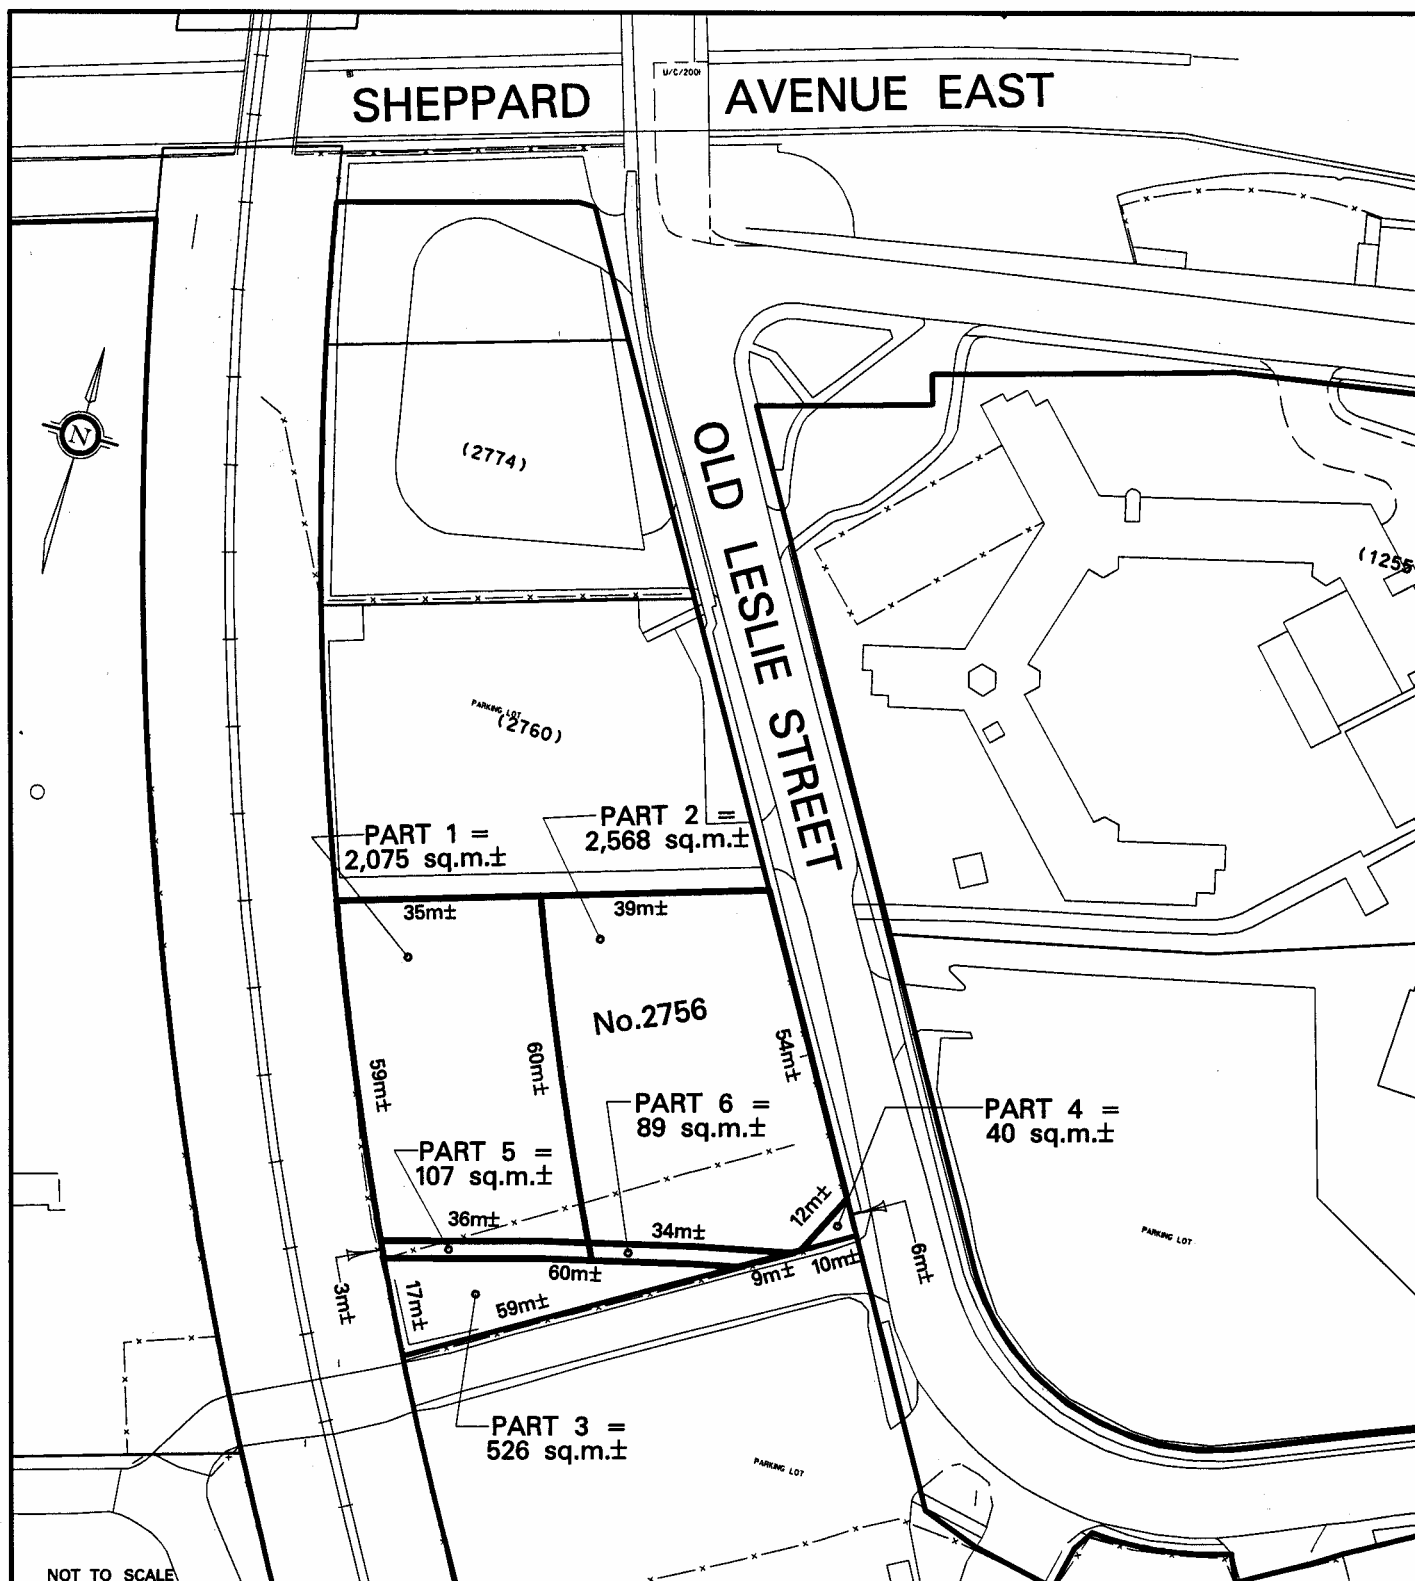 U/C/2001
SHEPPARD AVENUE EAST
N
(2774)
OLD LESLIE STREET
(1255
PARKING LOT
(2760)
PART 1 =
2,075 sq.m.±
PART 2 =
2,568 sq.m.±
35m±
39m±
No.2756
59m±
60m±
54m±
PART 6 =
89 sq.m.±
PART 4 =
40 sq.m.±
PART 5 =
107 sq.m.±
36m±
34m±
12m±
6m±
PARKING LOT
60m±
9m±
10m±
3m±
17m±
59m±
PART 3 =
526 sq.m.±
PARKING LOT
NOT TO SCALE